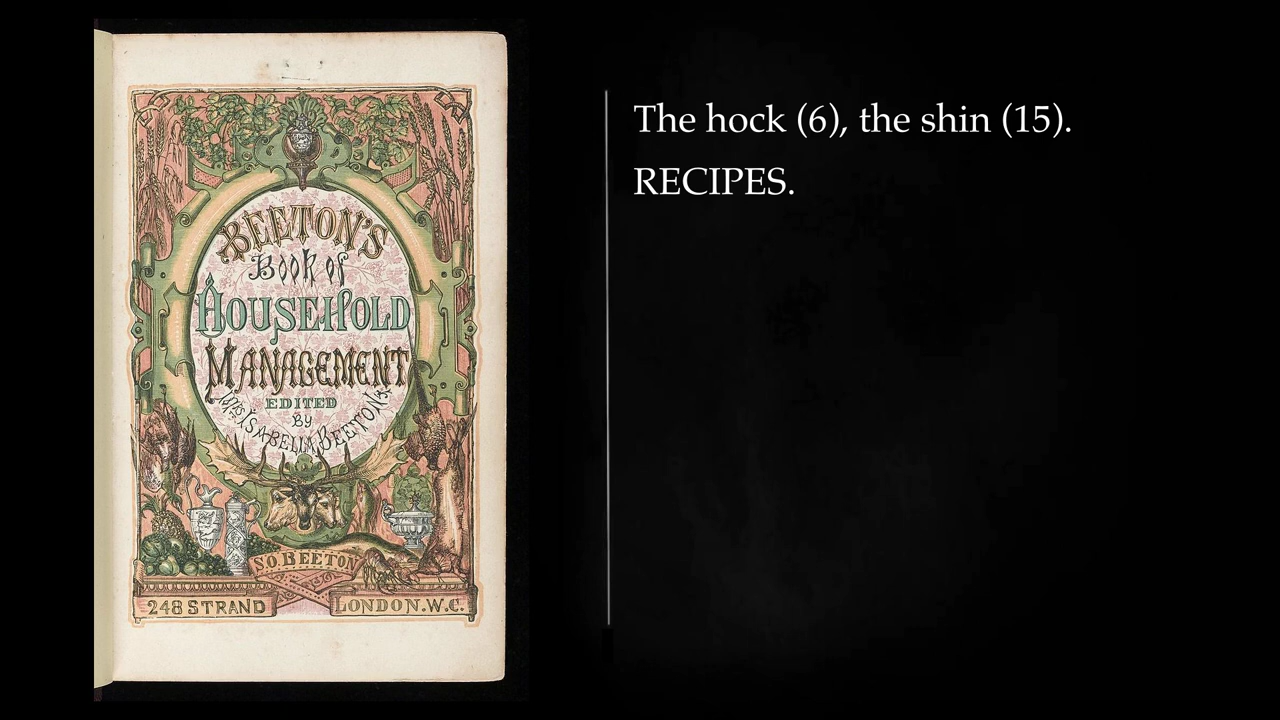 BEETON'S
Book of
HOUSEHOLD
MANAGEMENT
EDITED
BY
MRS ISABELLA BEETON
S.O. BEETON
248 STRAND
LONDON.W.C.
The hock (6), the shin (15).
RECIPES.